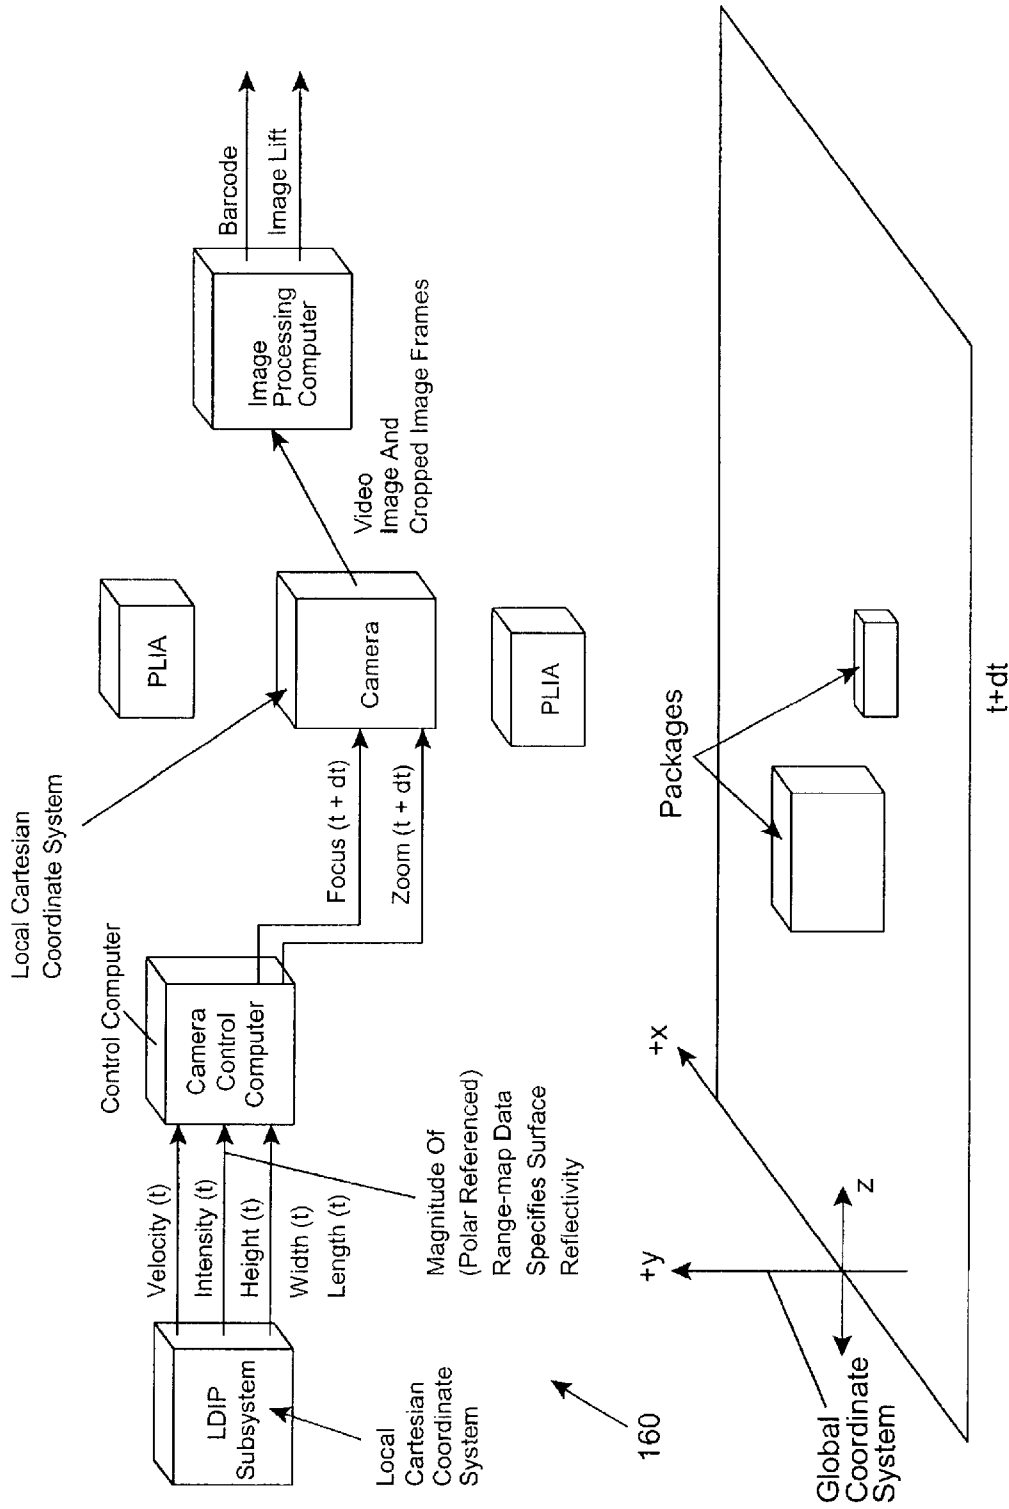 Local
Cartesian
Coordinate
System
LDIP
Subsystem
Velocity (t)
Intensity (t)
Height (t)
Width (t)
Length (t)
Magnitude Of
(Polar Referenced)
Range-map Data
Specifies Surface
Reflectivity
Control Computer
Camera
Control
Computer
Local Cartesian
Coordinate System
Focus (t + dt)
Zoom (t + dt)
PLIA
Camera
PLIA
Video
Image And
Cropped Image Frames
Image
Processing
Computer
Barcode
Image Lift
160
Global
Coordinate
System
+y
z
+x
Packages
t+dt